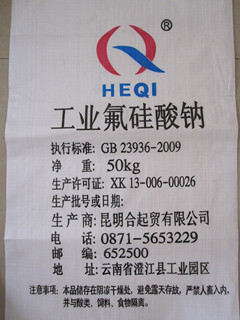 HEQI
工业氟硅酸钠
执行标准: GB 23936-2009
净 重: 50kg
生产许可证: XK 13-006-00026
生产批号或日期:
生产商: 昆明合起贸有限公司
电 话: 0871-5653229
邮 编: 652500
地 址: 云南省澄江县工业园区
注意事项: 本品储存在阴凉干燥处, 避免露天存放, 严禁人畜入内,
并与酸类、饲料、食物隔离。